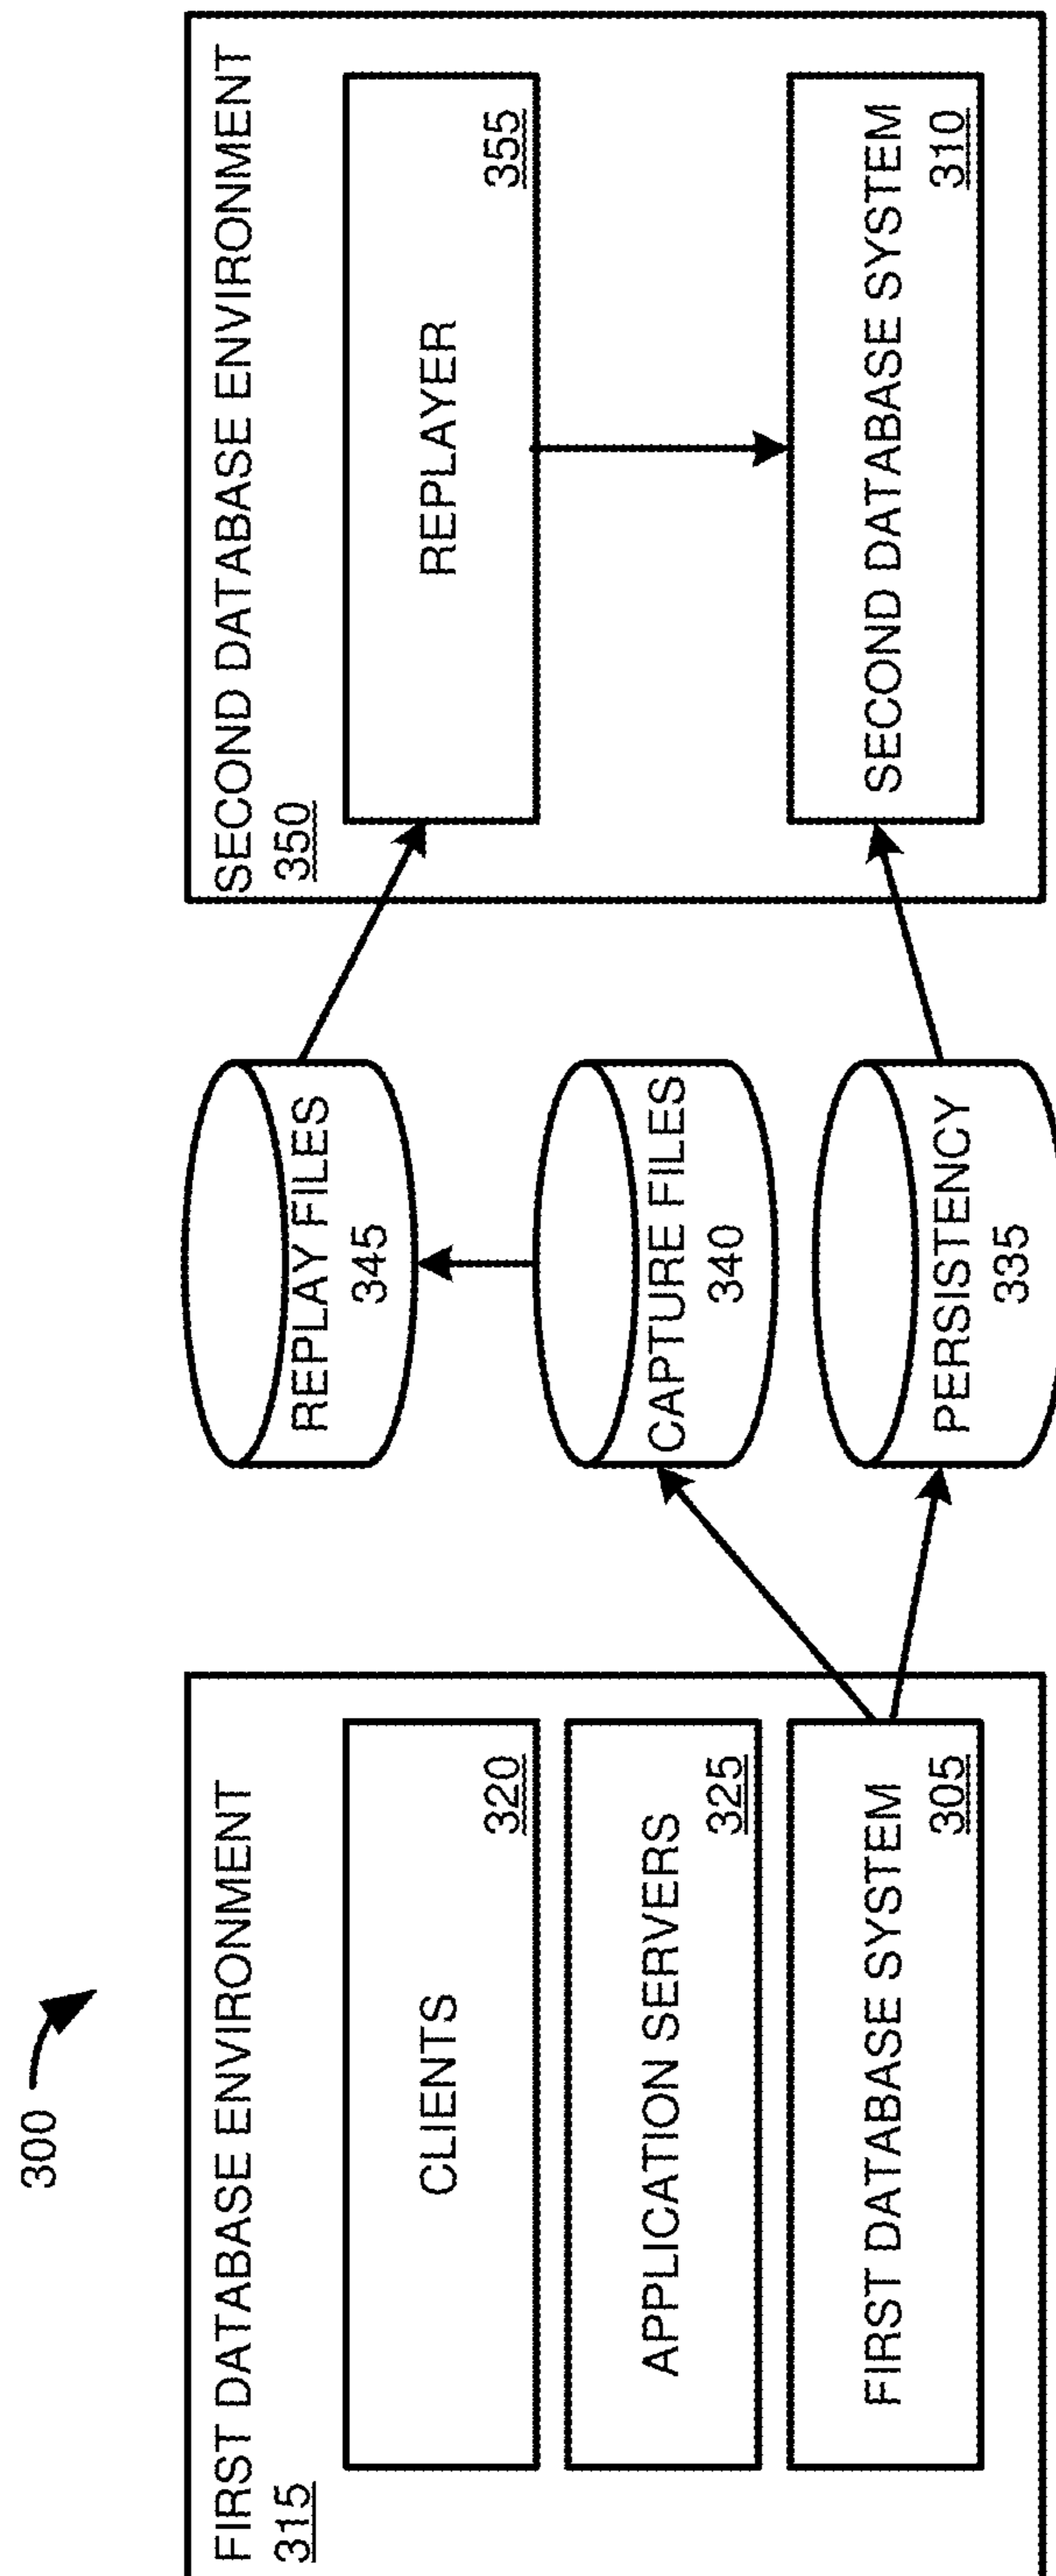 300
FIRST DATABASE ENVIRONMENT
315
CLIENTS
320
APPLICATION SERVERS
325
FIRST DATABASE SYSTEM
305
REPLAY FILES
345
CAPTURE FILES
340
PERSISTENCY
335
SECOND DATABASE ENVIRONMENT
350
REPLAYER
355
SECOND DATABASE SYSTEM
310